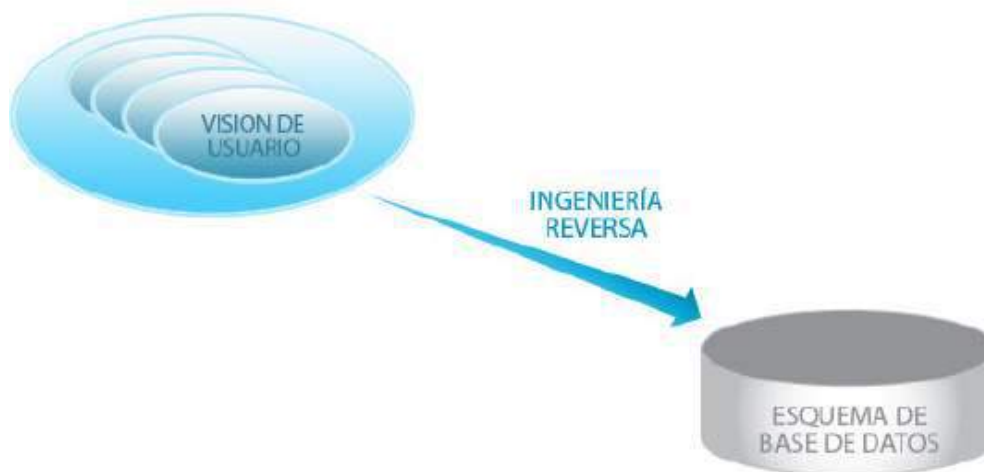 VISION DE
USUARIO
INGENIERÍA
REVERSA
ESQUEMA DE
BASE DE DATOS